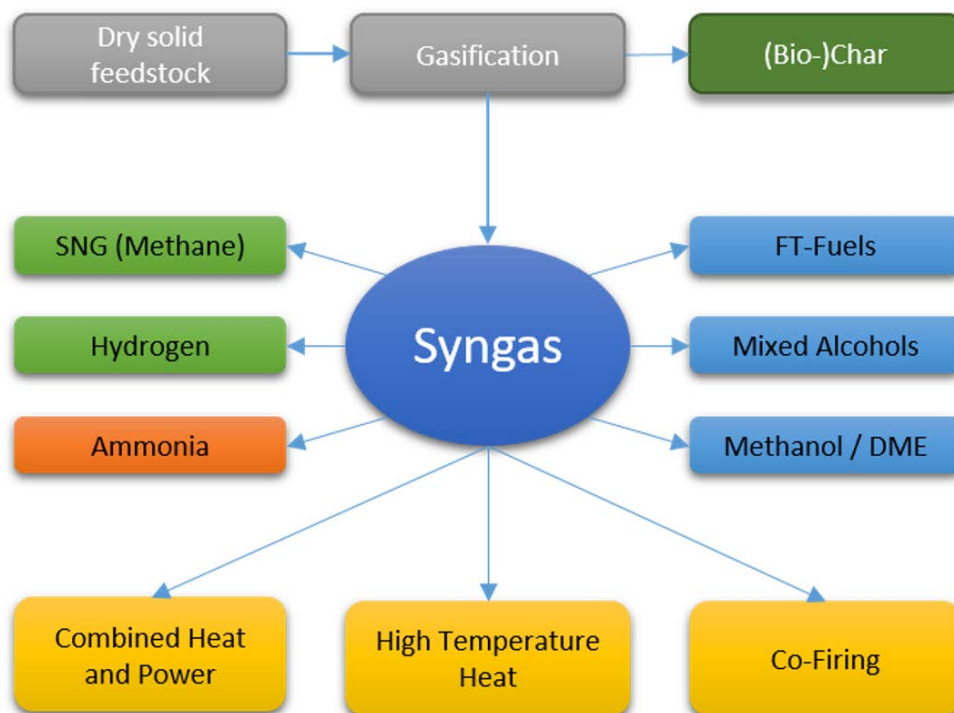 Dry solid
feedstock
Gasification
(Bio-)Char
SNG (Methane)
FT-Fuels
Syngas
Hydrogen
Mixed Alcohols
Ammonia
Methanol / DME
Combined Heat
and Power
High Temperature
Heat
Co-Firing